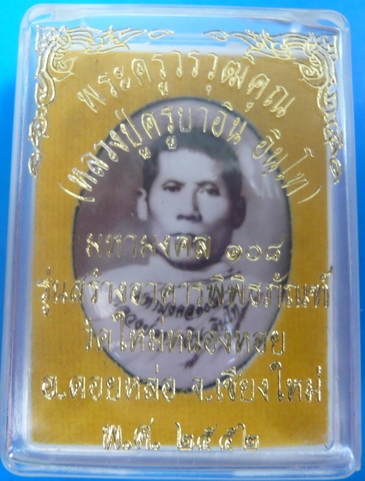 พระครูวรวุฒิคุณ
(หลวงปู่ครูบาอิน อินโท)
มหามงคล ๑๐๘
รุ่นสร้างอาคารพิพิธภัณฑ์
วัดใหม่หนองหอย
อ.ดอยหล่อ จ.เชียงใหม่
พ.ศ. ๒๕๕๒